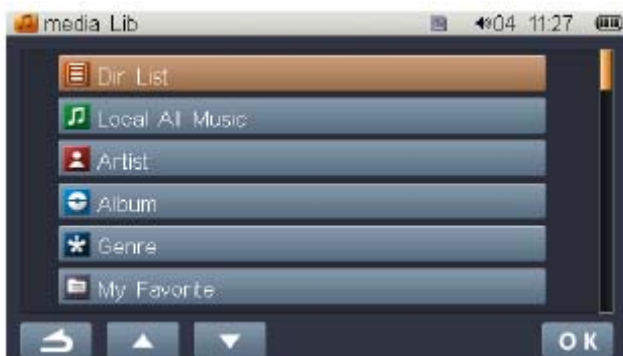 media Lib 04 11:27
Dir List
Local All Music
Artist
Album
Genre
My Favorite
OK